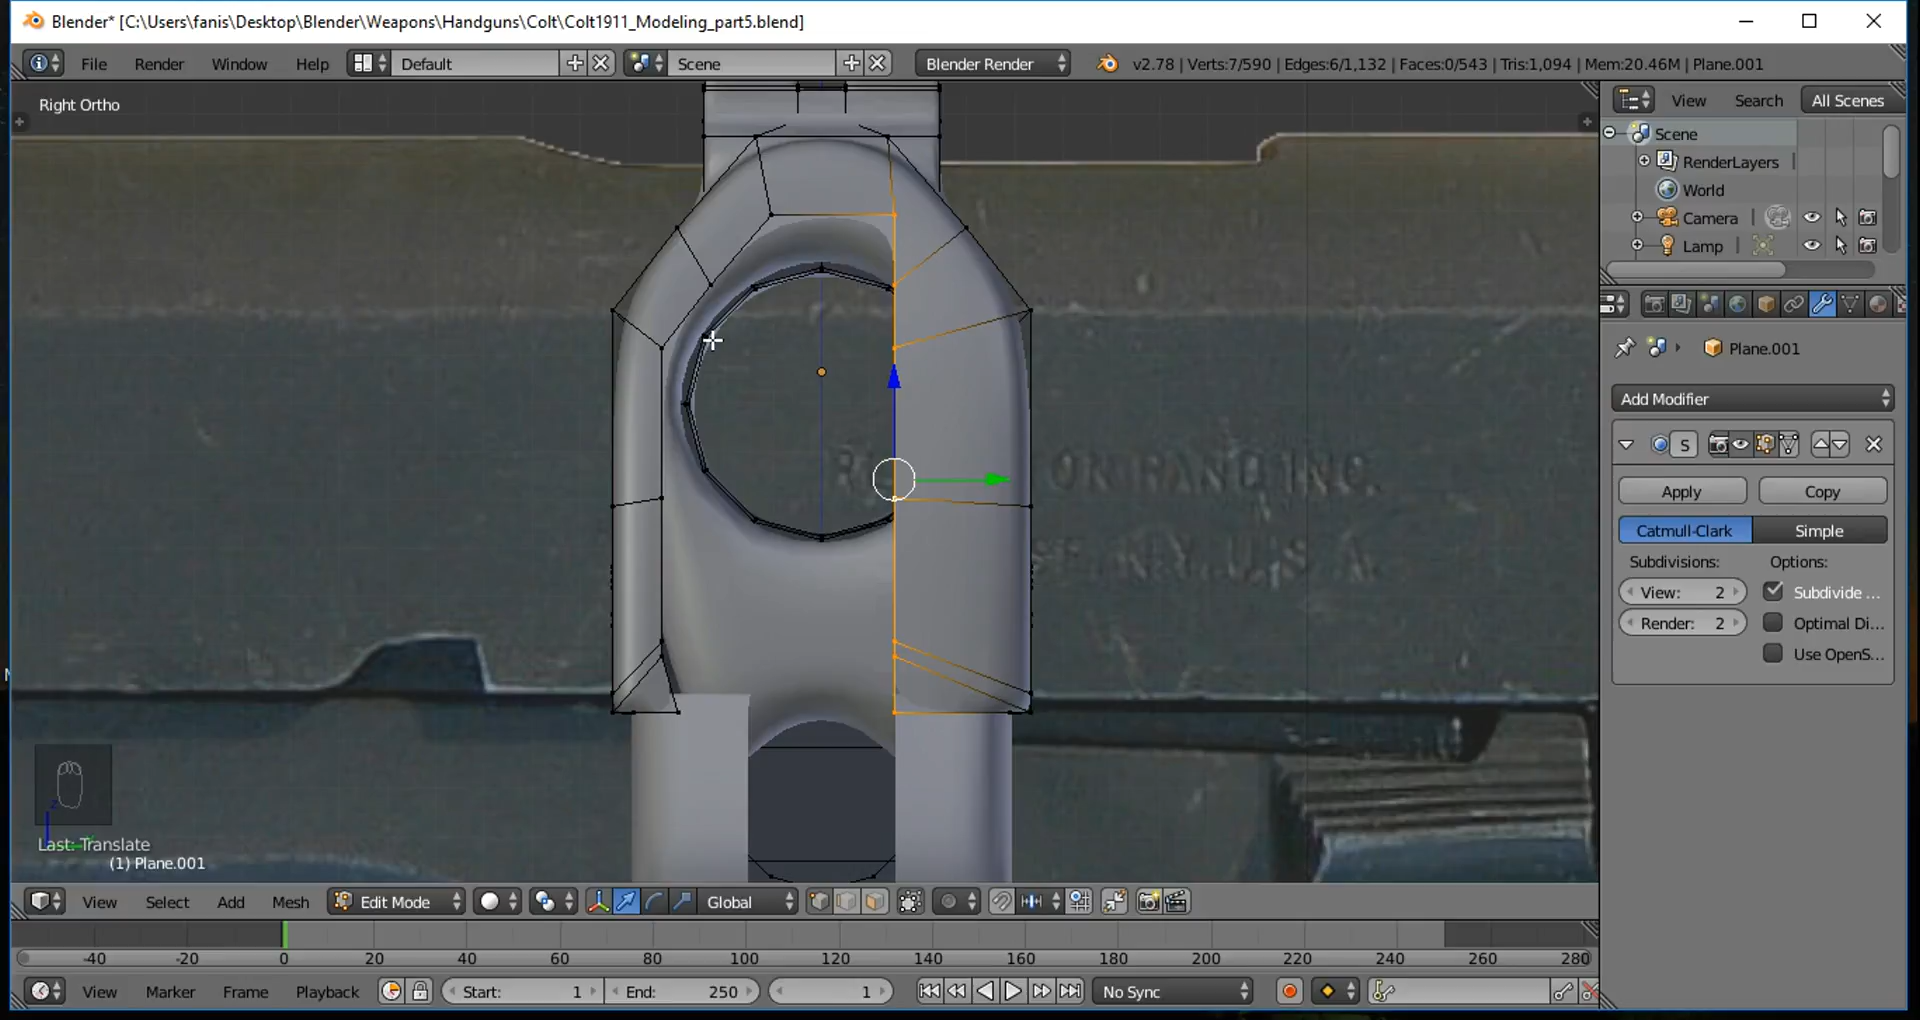 Blender* [C:\Users\fanis\Desktop\Blender\Weapons\Handguns\Colt\Colt1911_Modeling_part5.blend]
File Render Window Help Default Scene Blender Render v2.78 | Verts:7/590 | Edges:6/1,132 | Faces:0/543 | Tris:1,094 | Mem:20.46M | Plane.001
View Search All Scenes
Right Ortho
Scene
RenderLayers
World
Camera
Lamp
Plane.001
Add Modifier
S
Apply Copy
Catmull-Clark Simple
Subdivisions: Options:
View: 2 Subdivide ...
Render: 2 Optimal Di...
Use OpenS...
ON RAND INC.
U.S.A.
Last: Translate
(1) Plane.001
View Select Add Mesh Edit Mode Global
-40 -20 0 20 40 60 80 100 120 140 160 180 200 220 240 260 280
View Marker Frame Playback Start: 1 End: 250 1 No Sync